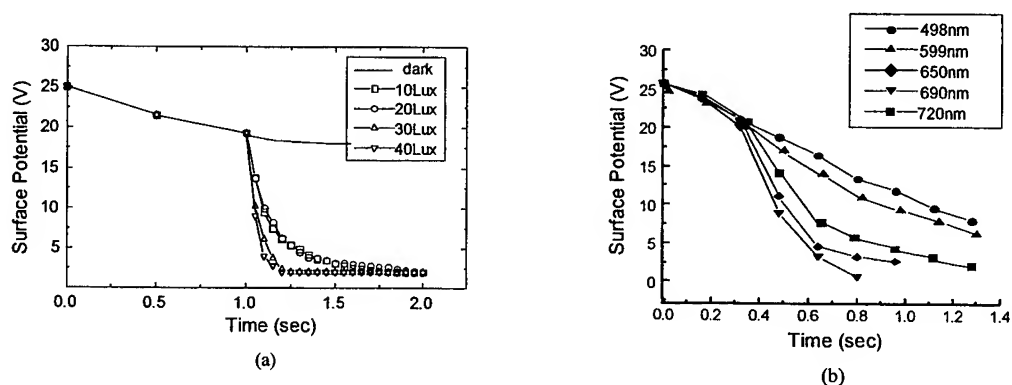 30
25
20
15
10
5
0
Surface Potential (V)
dark
10Lux
20Lux
30Lux
40Lux
0.0 0.5 1.0 1.5 2.0
Time (sec)
(a)
498nm
599nm
650nm
690nm
720nm
30
25
20
15
10
5
0
Surface Potential (V)
0.0 0.2 0.4 0.6 0.8 1.0 1.2 1.4
Time (sec)
(b)